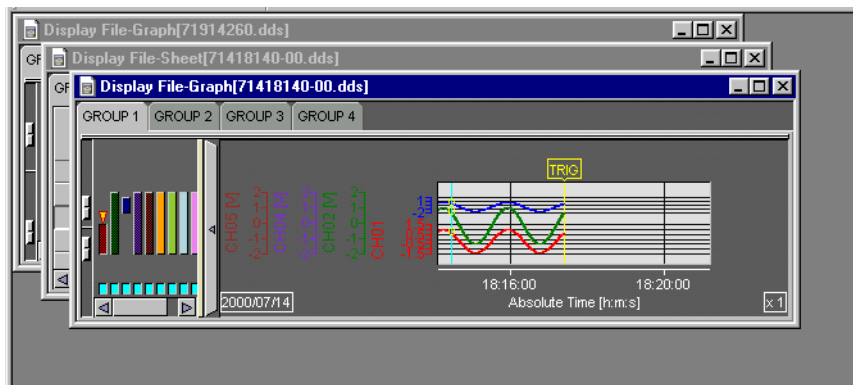 Display File-Graph[71914260.dds]
Display File-Sheet[71418140-00.dds]
Display File-Graph[71418140-00.dds]
GROUP 1 GROUP 2 GROUP 3 GROUP 4
TRIG
CH05 [V]
CH04 [V]
CH02 [V]
CH01
18:16:00 18:20:00
2000/07/14
Absolute Time [h:m:s]
x 1